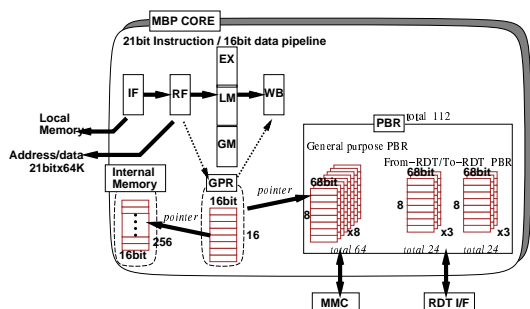 MBP CORE
21bit Instruction / 16bit data pipeline
EX
IF
RF
LM
WB
GM
Local
Memory
Address/data
21bitx64K
Internal
Memory
pointer
256
16bit
GPR
16bit
16
pointer
PBR
total 112
General purpose PBR
68bit
8
x8
total 64
From-RDT/To-RDT PBR
68bit
8
x3
total 24
68bit
8
x3
total 24
MMC
RDT I/F